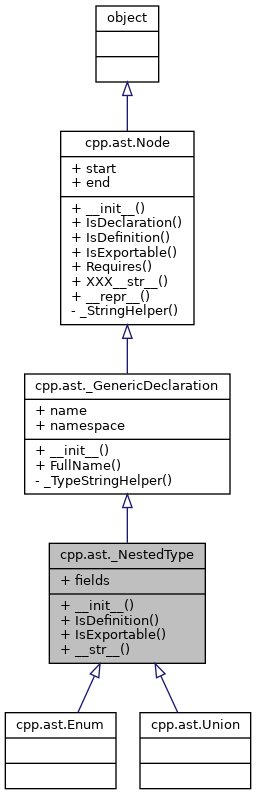 object
cpp.ast.Node
+ start
+ end
+ __init__()
+ IsDeclaration()
+ IsDefinition()
+ IsExportable()
+ Requires()
+ XXX__str__()
+ __repr__()
- _StringHelper()
cpp.ast._GenericDeclaration
+ name
+ namespace
+ __init__()
+ FullName()
- _TypeStringHelper()
cpp.ast._NestedType
+ fields
+ __init__()
+ IsDefinition()
+ IsExportable()
+ __str__()
cpp.ast.Enum
cpp.ast.Union